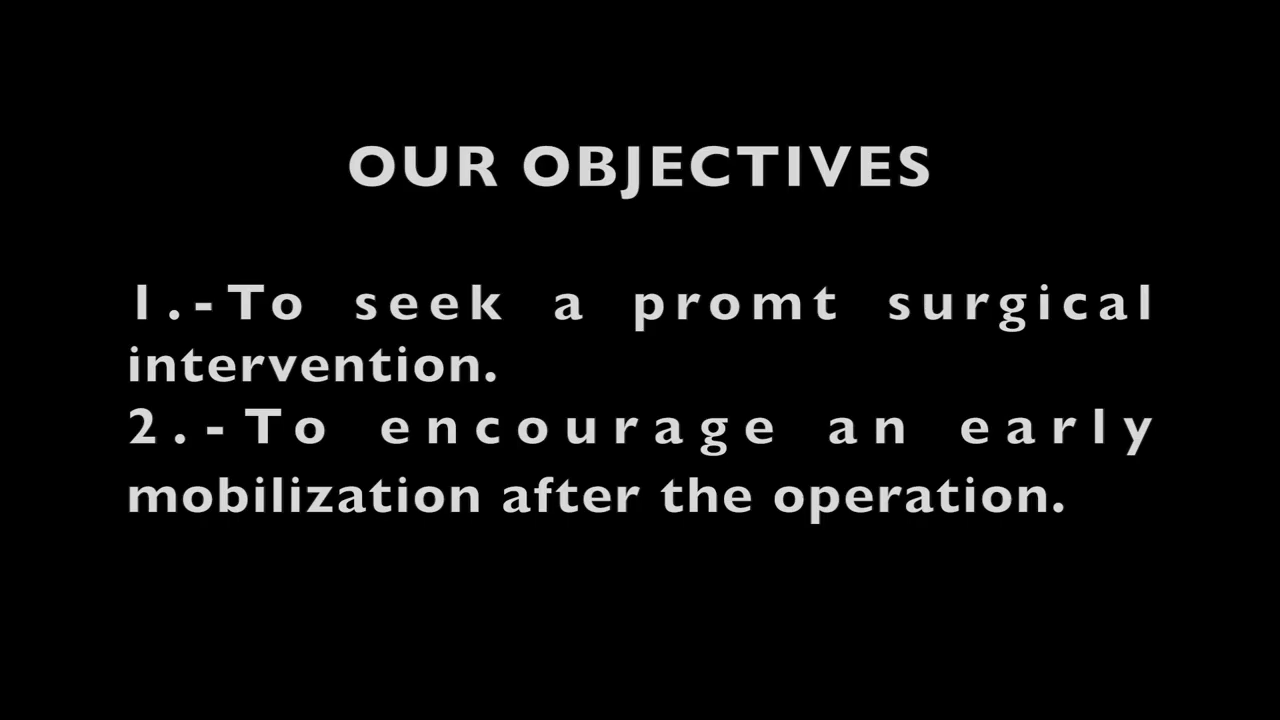 OUR OBJECTIVES
1.-To seek a promt surgical
intervention.
2.-To encourage an early
mobilization after the operation.